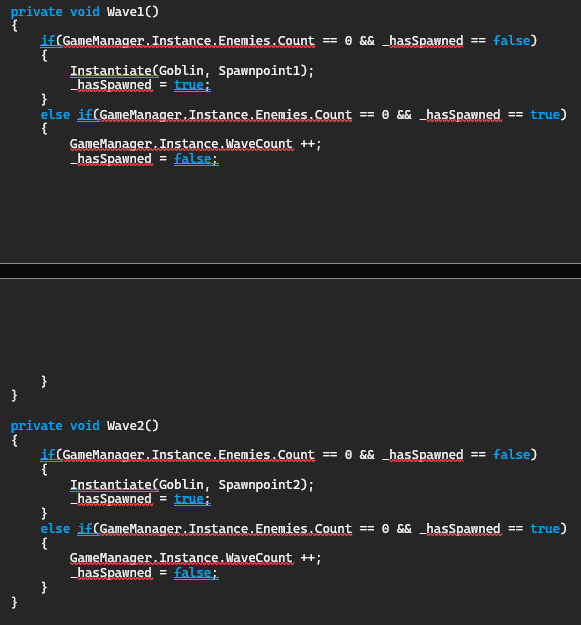 private void Wave1()
{
if(GameManager.Instance.Enemies.Count == 0 && _hasSpawned == false)
{
Instantiate(Goblin, Spawnpoint1);
_hasSpawned = true;
}
else if(GameManager.Instance.Enemies.Count == 0 && _hasSpawned == true)
{
GameManager.Instance.WaveCount ++;
_hasSpawned = false;
}
}
private void Wave2()
{
if(GameManager.Instance.Enemies.Count == 0 && _hasSpawned == false)
{
Instantiate(Goblin, Spawnpoint2);
_hasSpawned = true;
}
else if(GameManager.Instance.Enemies.Count == 0 && _hasSpawned == true)
{
GameManager.Instance.WaveCount ++;
_hasSpawned = false;
}
}